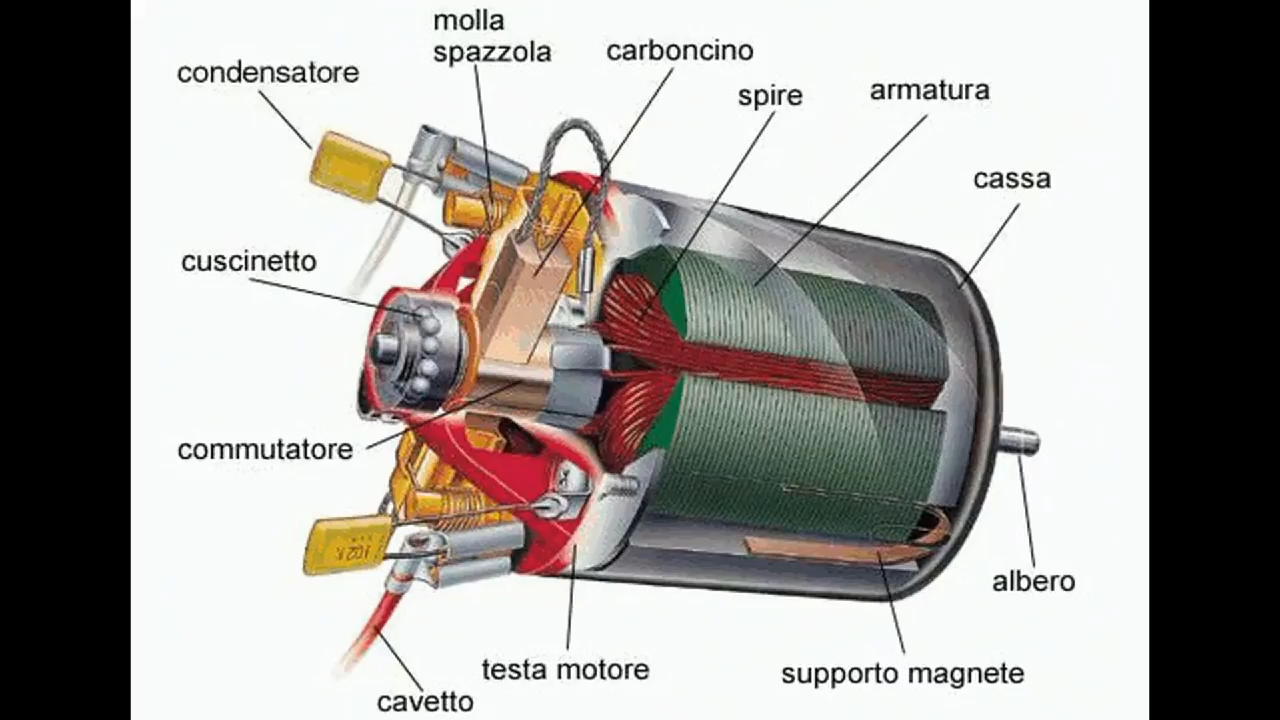 molla
spazzola
carboncino
condensatore
spire
armatura
cassa
cuscinetto
commutatore
albero
testa motore
supporto magnete
cavetto